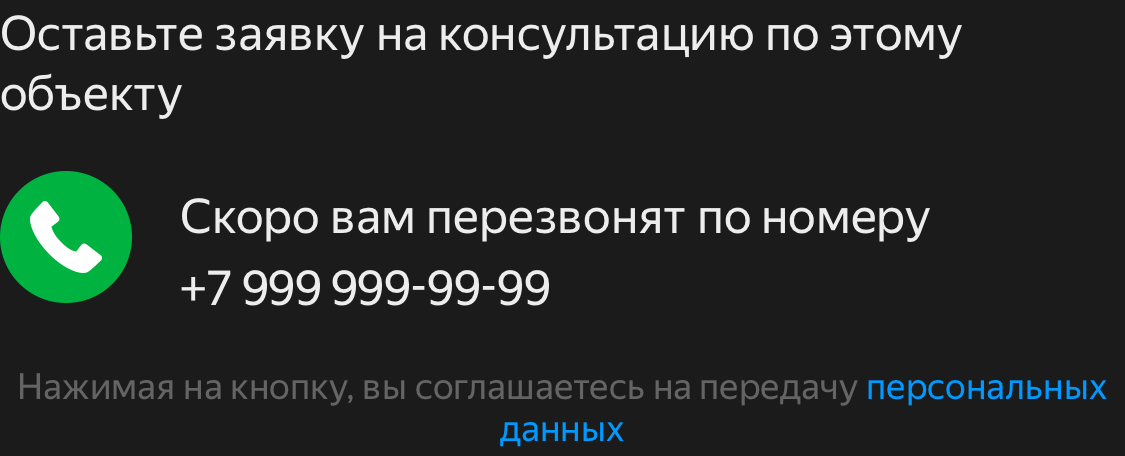 Оставьте заявку на консультацию по этому
объекту
Скоро вам перезвонят по номеру
+7 999 999-99-99
Нажимая на кнопку, вы соглашаетесь на передачу персональных
данных